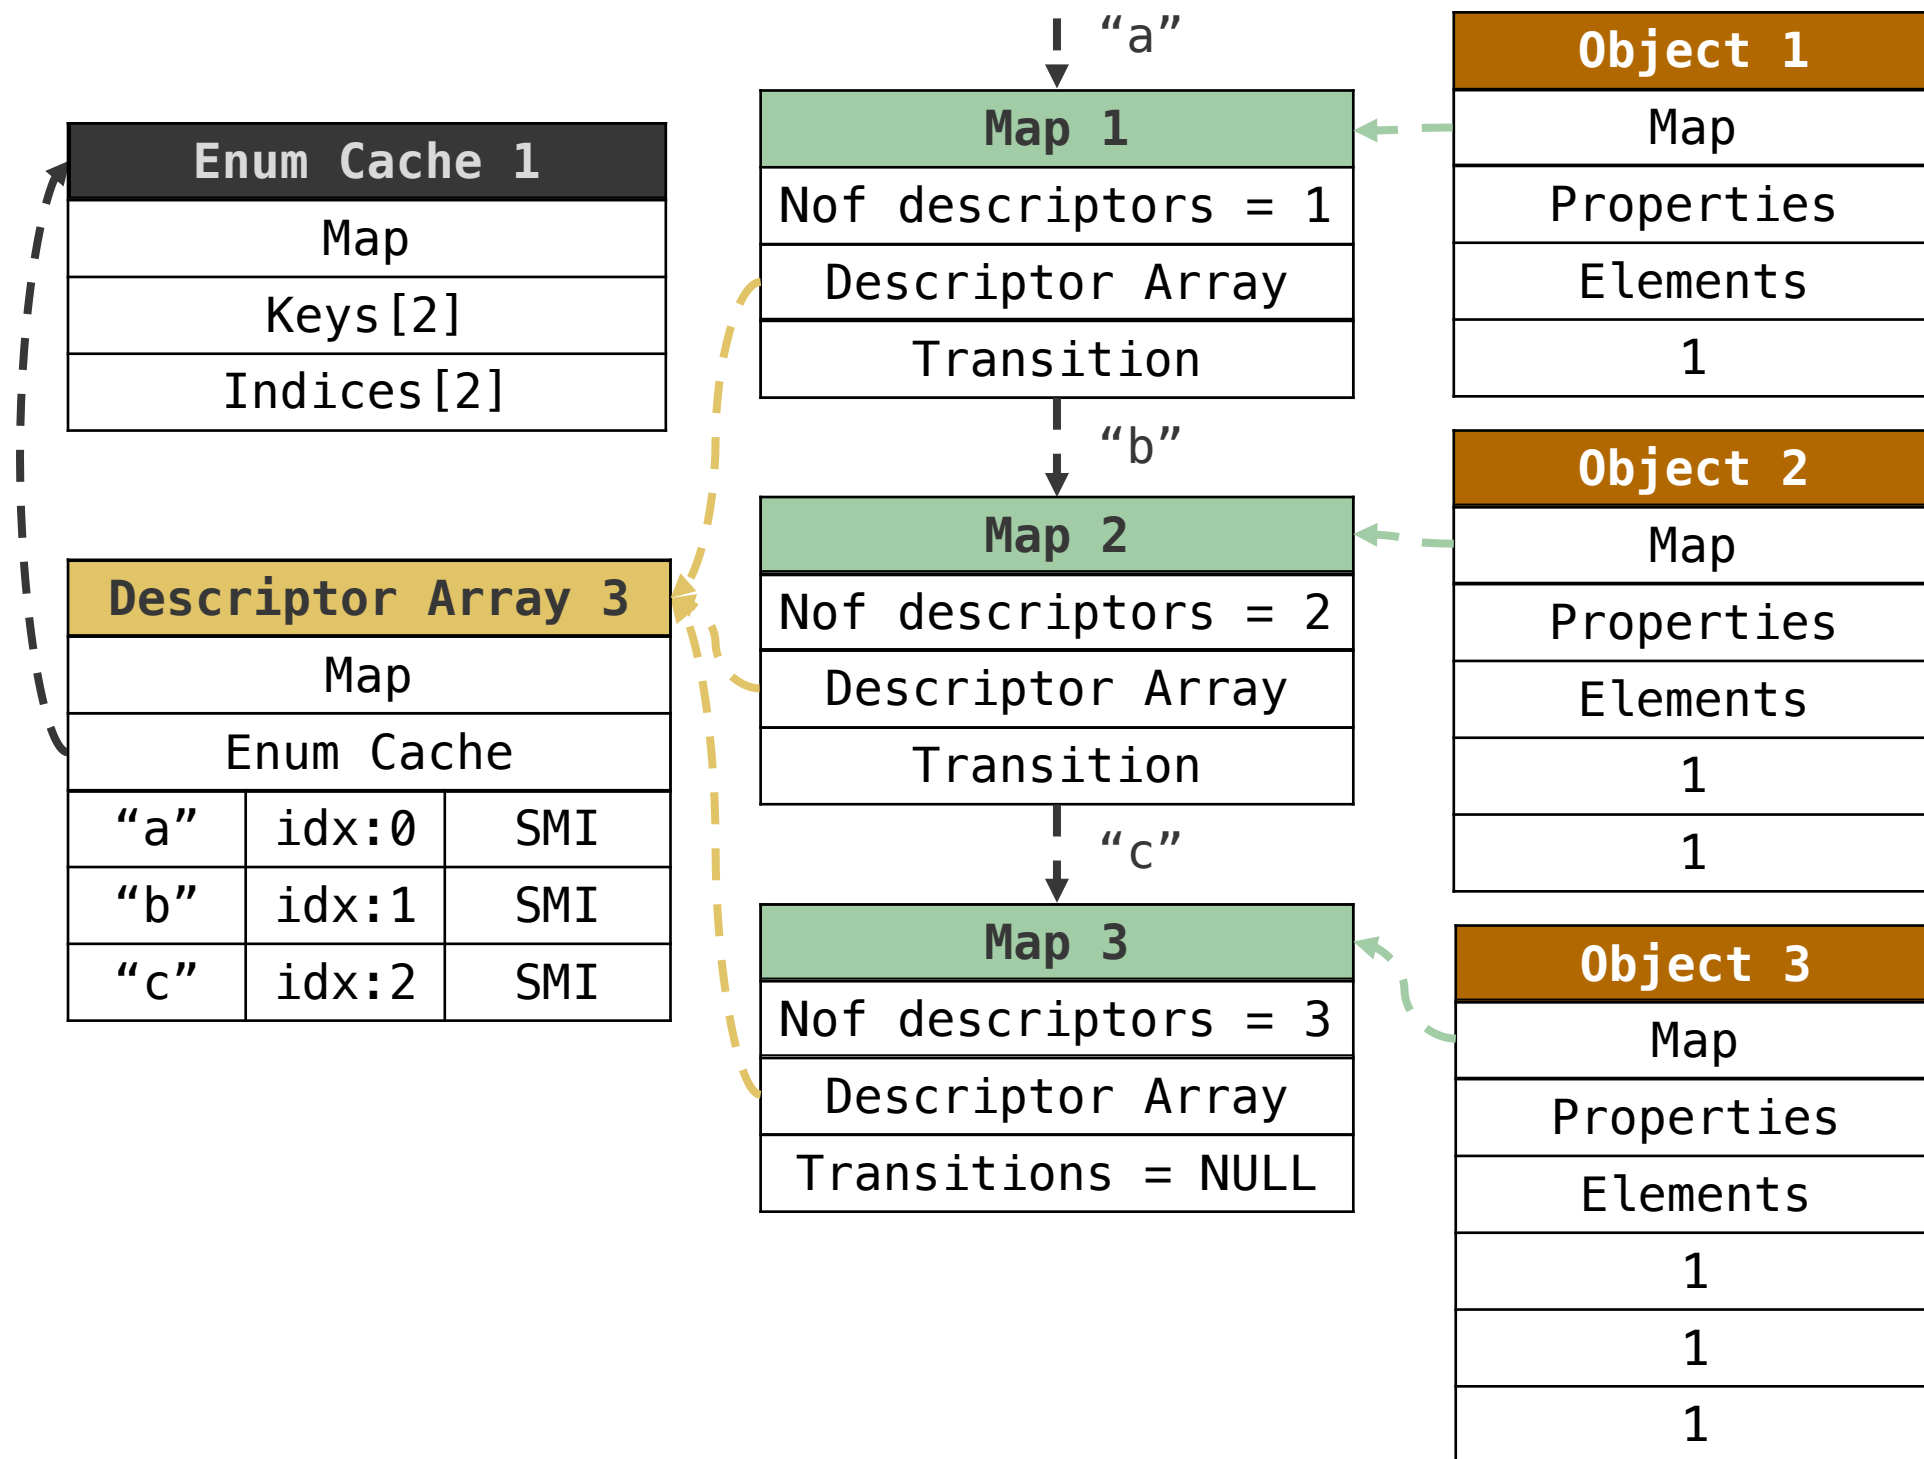 Enum Cache 1
Map
Keys[2]
Indices[2]
Descriptor Array 3
Map
Enum Cache
“a” idx:0 SMI
“b” idx:1 SMI
“c” idx:2 SMI
“a”
Map 1
Nof descriptors = 1
Descriptor Array
Transition
“b”
Map 2
Nof descriptors = 2
Descriptor Array
Transition
“c”
Map 3
Nof descriptors = 3
Descriptor Array
Transitions = NULL
Object 1
Map
Properties
Elements
1
Object 2
Map
Properties
Elements
1
1
Object 3
Map
Properties
Elements
1
1
1